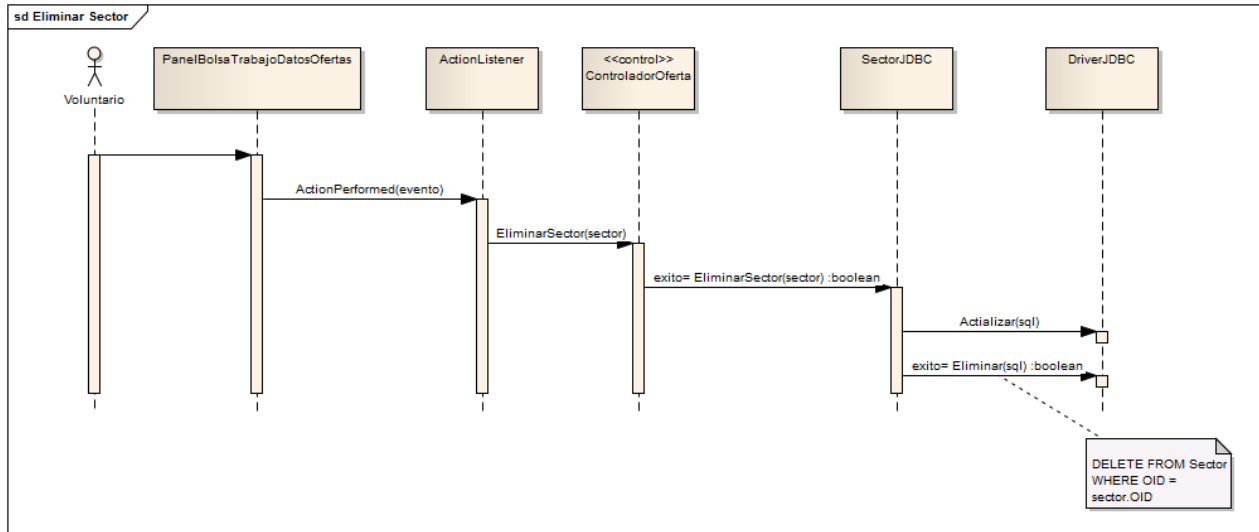 sd Eliminar Sector
Voluntario
PanelBolsaTrabajoDatosOfertas
ActionListener
<<control>>
ControladorOferta
SectorJDBC
DriverJDBC
ActionPerformed(evento)
EliminarSector(sector)
exito= EliminarSector(sector) :boolean
Actializar(sql)
exito= Eliminar(sql) :boolean
DELETE FROM Sector
WHERE OID =
sector.OID